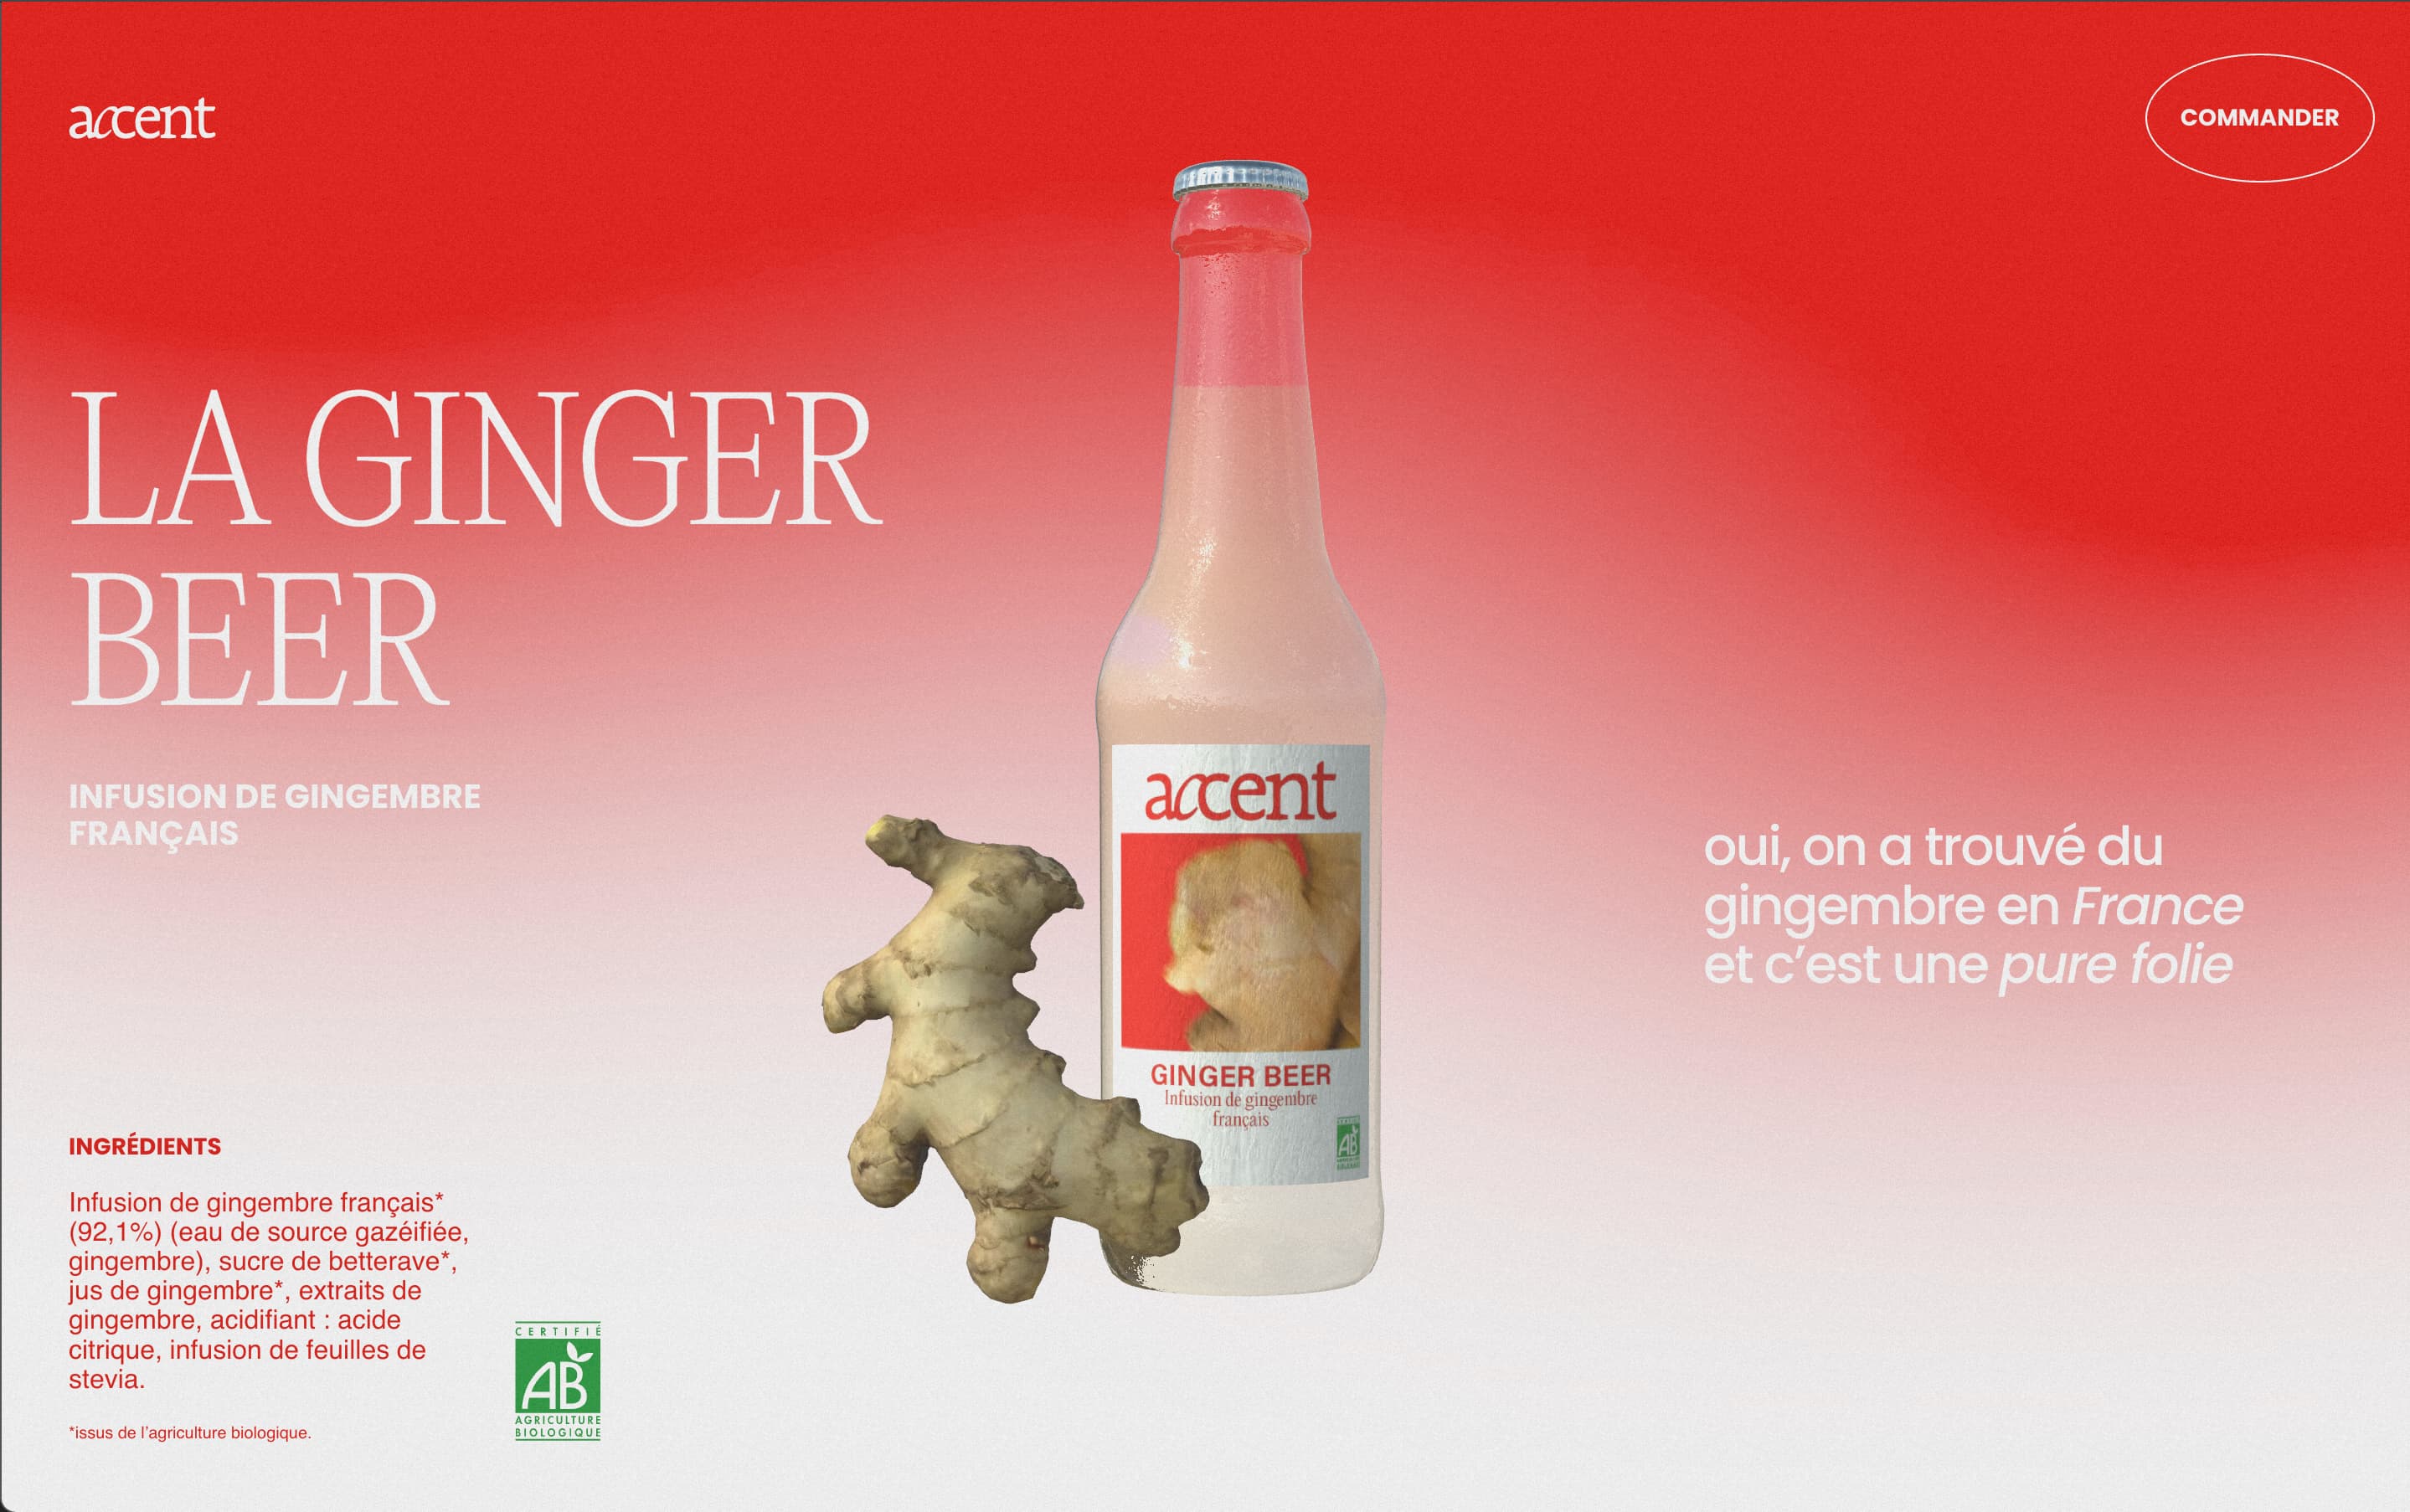 accent
COMMANDER
LA GINGER
BEER
INFUSION DE GINGEMBRE
FRANÇAIS
accent
GINGER BEER
Infusion de gingembre
français
AB
oui, on a trouvé du
gingembre en France
et c’est une pure folie
INGRÉDIENTS
Infusion de gingembre français*
(92,1%) (eau de source gazéifiée,
gingembre), sucre de betterave*,
jus de gingembre*, extraits de
gingembre, acidifiant : acide
citrique, infusion de feuilles de
stevia.
*issus de l’agriculture biologique.
CERTIFIÉ
AB
AGRICULTURE
BIOLOGIQUE